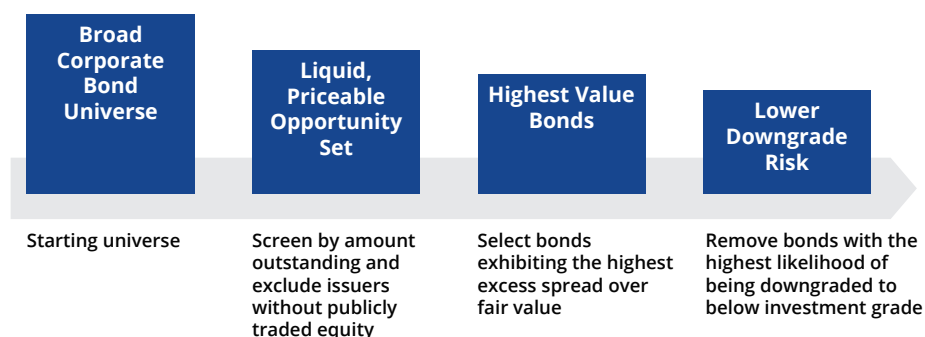 Broad
Corporate
Bond
Universe
Liquid,
Priceable
Opportunity
Set
Highest Value
Bonds
Lower
Downgrade
Risk
Starting universe
Screen by amount
outstanding and
exclude issuers
without publicly
traded equity
Select bonds
exhibiting the highest
excess spread over
fair value
Remove bonds with the
highest likelihood of
being downgraded to
below investment grade